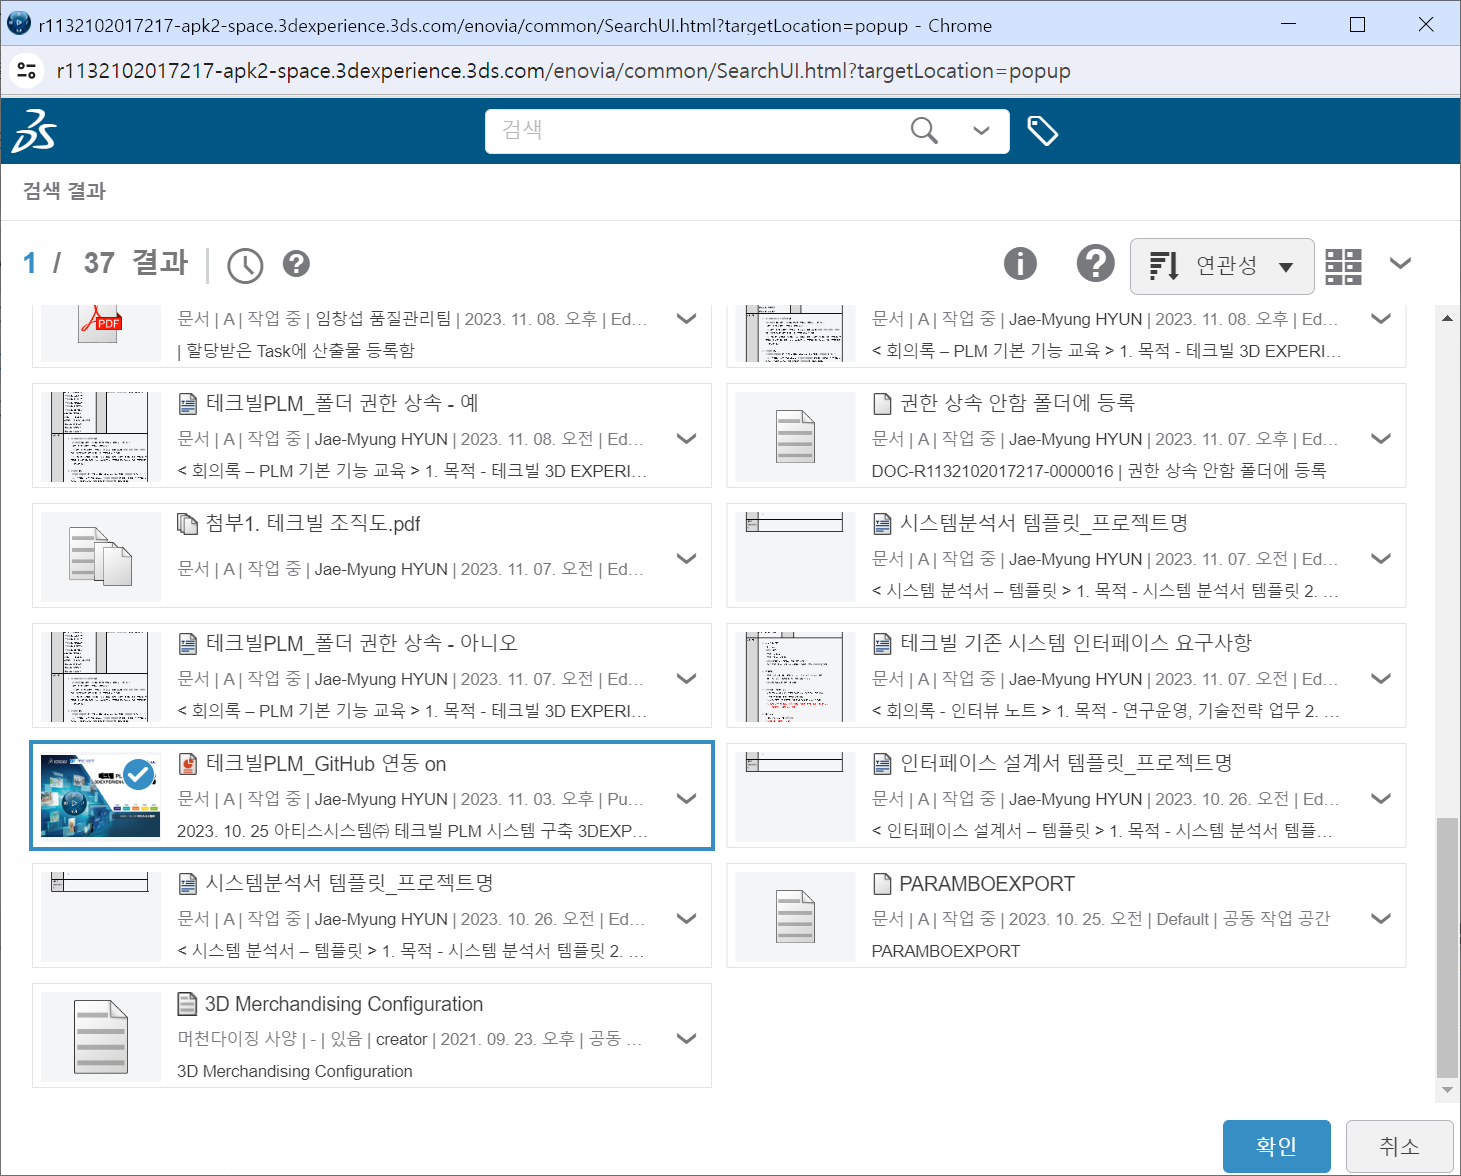 r1132102017217-apk2-space.3dexperience.3ds.com/enovia/common/SearchUI.html?targetLocation=popup - Chrome
r1132102017217-apk2-space.3dexperience.3ds.com/enovia/common/SearchUI.html?targetLocation=popup
검색
검색 결과
1 / 37 결과
연관성
PDF
문서 | A | 작업 중 | 임창섭 품질관리팀 | 2023. 11. 08. 오후 | Ed...
| 할당받은 Task에 산출물 등록함
문서 | A | 작업 중 | Jae-Myung HYUN | 2023. 11. 08. 오후 | Ed...
< 회의록 – PLM 기본 기능 교육 > 1. 목적 - 테크빌 3D EXPERI...
테크빌PLM_폴더 권한 상속 - 예
문서 | A | 작업 중 | Jae-Myung HYUN | 2023. 11. 08. 오전 | Ed...
< 회의록 – PLM 기본 기능 교육 > 1. 목적 - 테크빌 3D EXPERI...
권한 상속 안함 폴더에 등록
문서 | A | 작업 중 | Jae-Myung HYUN | 2023. 11. 07. 오후 | Ed...
DOC-R1132102017217-0000016 | 권한 상속 안함 폴더에 등록
첨부1. 테크빌 조직도.pdf
문서 | A | 작업 중 | Jae-Myung HYUN | 2023. 11. 07. 오전 | Ed...
시스템분석서 템플릿_프로젝트명
문서 | A | 작업 중 | Jae-Myung HYUN | 2023. 11. 07. 오전 | Ed...
< 시스템 분석서 – 템플릿 > 1. 목적 - 시스템 분석서 템플릿 2. ...
테크빌PLM_폴더 권한 상속 - 아니오
문서 | A | 작업 중 | Jae-Myung HYUN | 2023. 11. 07. 오전 | Ed...
< 회의록 – PLM 기본 기능 교육 > 1. 목적 - 테크빌 3D EXPERI...
테크빌 기존 시스템 인터페이스 요구사항
문서 | A | 작업 중 | Jae-Myung HYUN | 2023. 11. 07. 오전 | Ed...
< 회의록 - 인터뷰 노트 > 1. 목적 - 연구운영, 기술전략 업무 2. ...
테크빌PLM_GitHub 연동 on
문서 | A | 작업 중 | Jae-Myung HYUN | 2023. 11. 03. 오후 | Pu...
2023. 10. 25 아티스시스템㈜ 테크빌 PLM 시스템 구축 3DEXP...
인터페이스 설계서 템플릿_프로젝트명
문서 | A | 작업 중 | Jae-Myung HYUN | 2023. 10. 26. 오전 | Ed...
< 인터페이스 설계서 – 템플릿 > 1. 목적 - 시스템 분석서 템플...
시스템분석서 템플릿_프로젝트명
문서 | A | 작업 중 | Jae-Myung HYUN | 2023. 10. 26. 오전 | Ed...
< 시스템 분석서 – 템플릿 > 1. 목적 - 시스템 분석서 템플릿 2. ...
PARAMBOEXPORT
문서 | A | 작업 중 | 2023. 10. 25. 오전 | Default | 공동 작업 공간
PARAMBOEXPORT
3D Merchandising Configuration
머천다이징 사양 | - | 있음 | creator | 2021. 09. 23. 오후 | 공동 ...
3D Merchandising Configuration
확인
취소